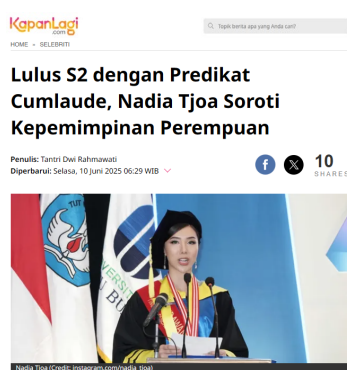 KapanLagi
.com
Topik berita apa yang Anda cari?
HOME » SELEBRITI
Lulus S2 dengan Predikat
Cumlaude, Nadia Tjoa Soroti
Kepemimpinan Perempuan
Penulis: Tantri Dwi Rahmawati
Diperbarui: Selasa, 10 Juni 2025 06:29 WIB
10
SHARES
TUT
Nadia Tjoa (Credit: instagram.com/nadia_tjoa)